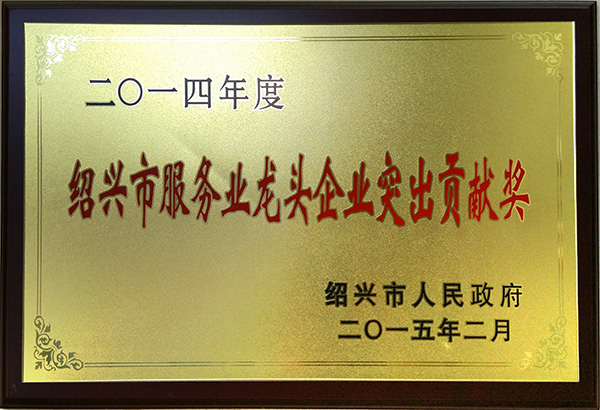 二〇一四年度
绍兴市服务业龙头企业突出贡献奖
绍兴市人民政府
二〇一五年二月